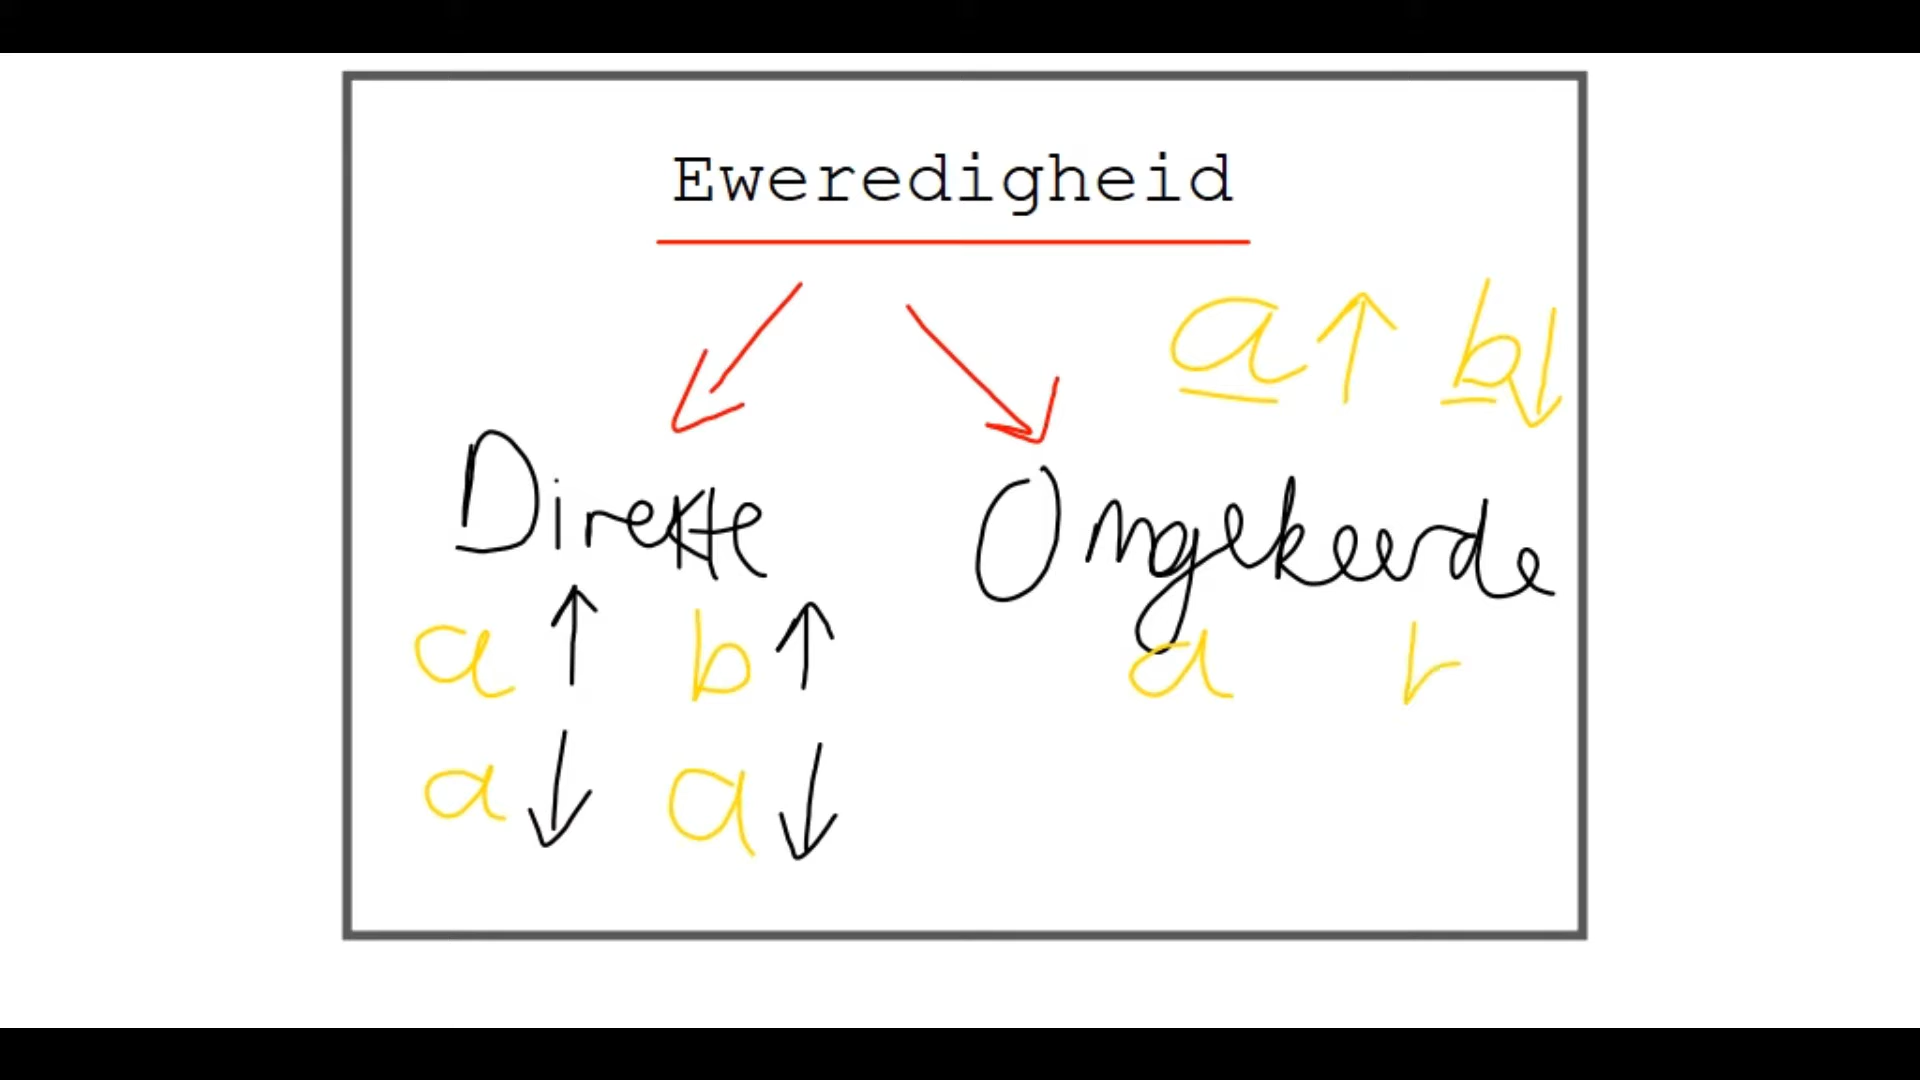 Eweredigheid
a↑ b↓
Direkte Omgekeerde
a ↑ b ↑ a
a ↓ a ↓